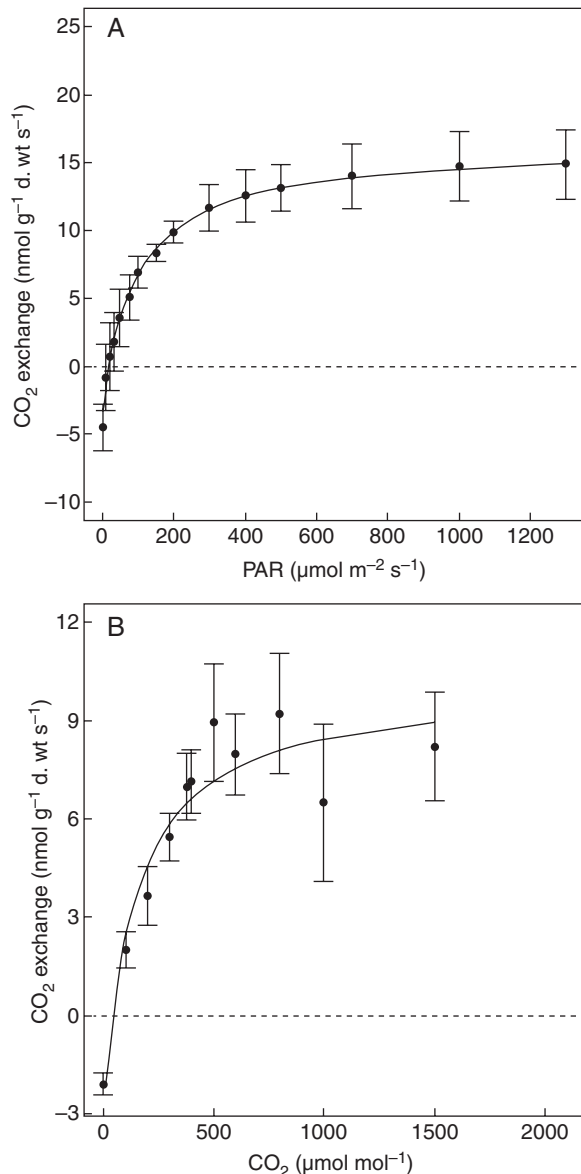 A
25
20
15
10
5
0
−5
−10
CO₂ exchange (nmol g⁻¹ d. wt s⁻¹)
0 200 400 600 800 1000 1200
PAR (µmol m⁻² s⁻¹)
B
12
9
6
3
0
−3
CO₂ exchange (nmol g⁻¹ d. wt s⁻¹)
0 500 1000 1500 2000
CO₂ (µmol mol⁻¹)